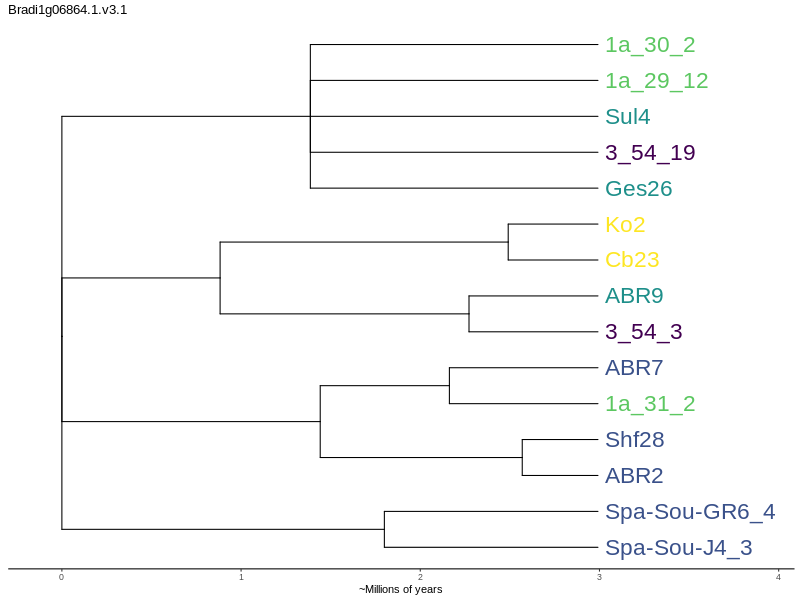 Bradi1g06864.1.v3.1
1a_30_2
1a_29_12
Sul4
3_54_19
Ges26
Ko2
Cb23
ABR9
3_54_3
ABR7
1a_31_2
Shf28
ABR2
Spa-Sou-GR6_4
Spa-Sou-J4_3
0 1 2 3 4
~Millions of years